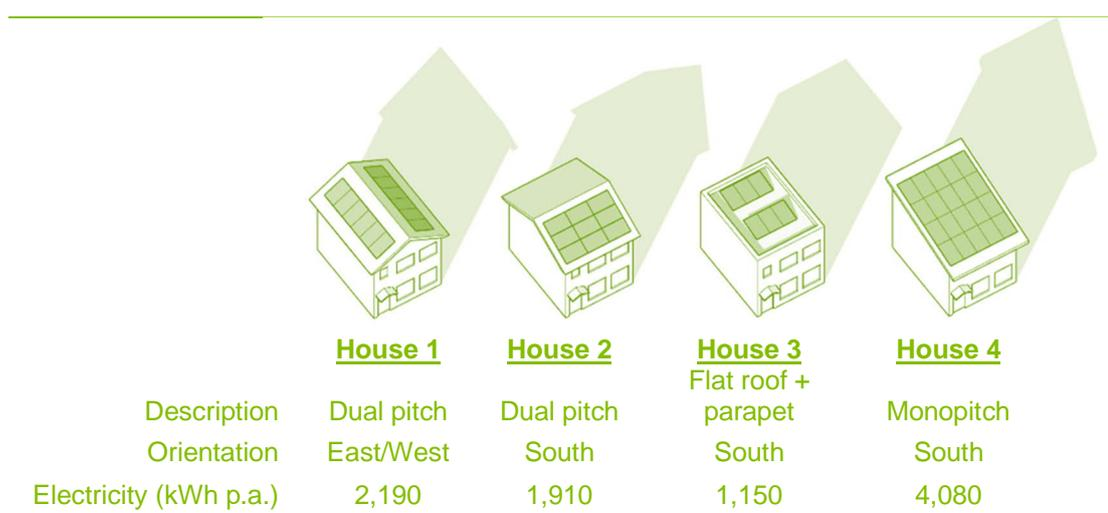 House 1 House 2 House 3 House 4
Flat roof +
Description Dual pitch Dual pitch parapet Monopitch
Orientation East/West South South South
Electricity (kWh p.a.) 2,190 1,910 1,150 4,080